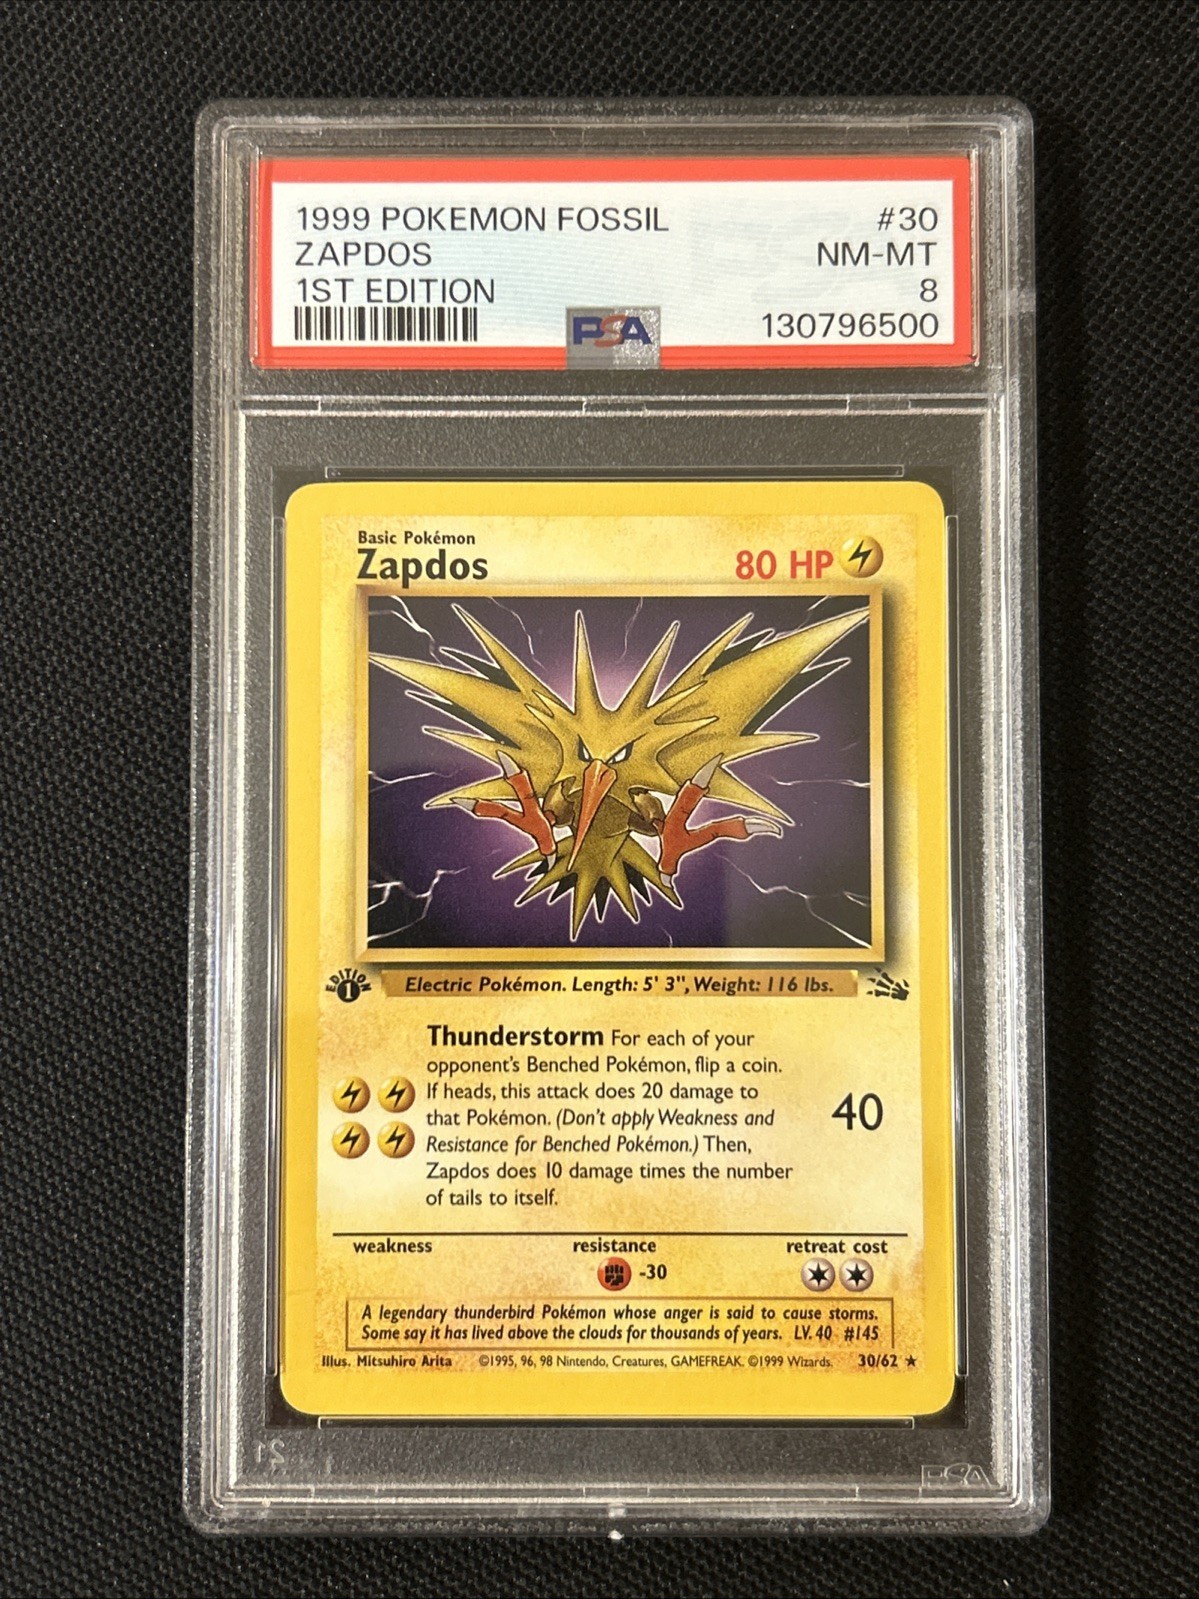 1999 POKEMON FOSSIL #30
ZAPDOS NM-MT
1ST EDITION 8
PSA 130796500
Basic Pokémon
Zapdos 80 HP
EDITION 1
Electric Pokémon. Length: 5' 3", Weight: 116 lbs.
Thunderstorm For each of your
opponent's Benched Pokémon, flip a coin.
If heads, this attack does 20 damage to
that Pokémon. (Don't apply Weakness and
Resistance for Benched Pokémon.) Then,
Zapdos does 10 damage times the number
of tails to itself.
40
weakness resistance retreat cost
-30
A legendary thunderbird Pokémon whose anger is said to cause storms.
Some say it has lived above the clouds for thousands of years. LV. 40 #145
Illus. Mitsuhiro Arita ©1995, 96, 98 Nintendo, Creatures, GAMEFREAK. ©1999 Wizards. 30/62 ★
21
PSA